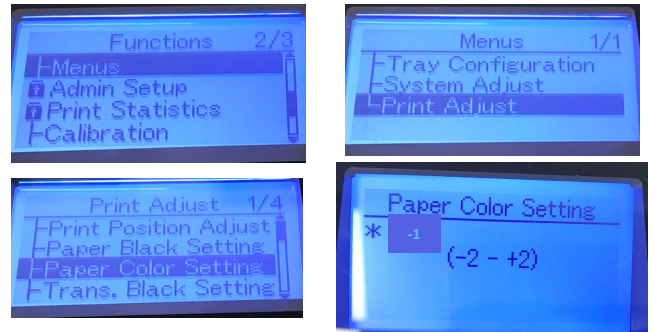 Functions 2/3
Menus
Admin Setup
Print Statistics
Calibration
Menus 1/1
Tray Configuration
System Adjust
Print Adjust
Print Adjust 1/4
Print Position Adjust
Paper Black Setting
Paper Color Setting
Trans. Black Setting
Paper Color Setting
* -1
(-2 - +2)